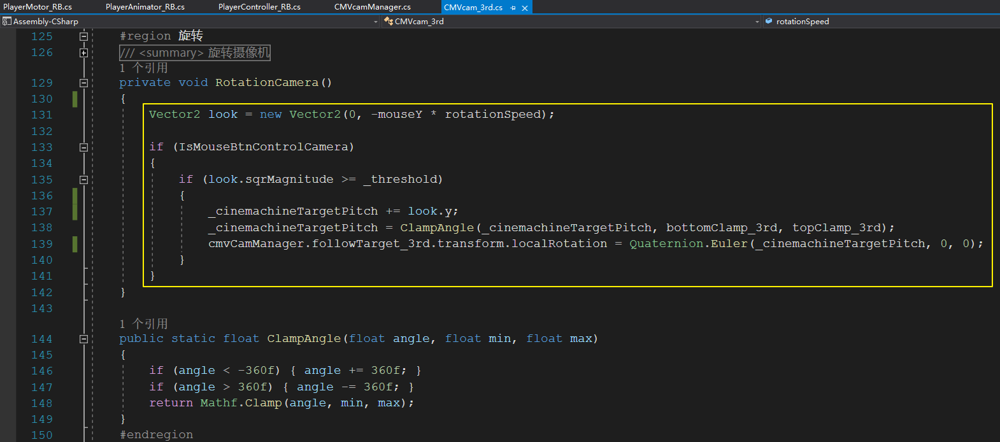 PlayerMotor_RB.cs PlayerAnimator_RB.cs PlayerController_RB.cs CMVcamManager.cs CMVcam_3rd.cs
Assembly-CSharp CMVcam_3rd rotationSpeed
125 #region 旋转
126 /// <summary> 旋转摄像机
1 个引用
129 private void RotationCamera()
130 {
131 Vector2 look = new Vector2(0, -mouseY * rotationSpeed);
132
133 if (IsMouseBtnControlCamera)
134 {
135 if (look.sqrMagnitude >= _threshold)
136 {
137 _cinemachineTargetPitch += look.y;
138 _cinemachineTargetPitch = ClampAngle(_cinemachineTargetPitch, bottomClamp_3rd, topClamp_3rd);
139 cmvCamManager.followTarget_3rd.transform.localRotation = Quaternion.Euler(_cinemachineTargetPitch, 0, 0);
140 }
141 }
142 }
143
1 个引用
144 public static float ClampAngle(float angle, float min, float max)
145 {
146 if (angle < -360f) { angle += 360f; }
147 if (angle > 360f) { angle -= 360f; }
148 return Mathf.Clamp(angle, min, max);
149 }
150 #endregion